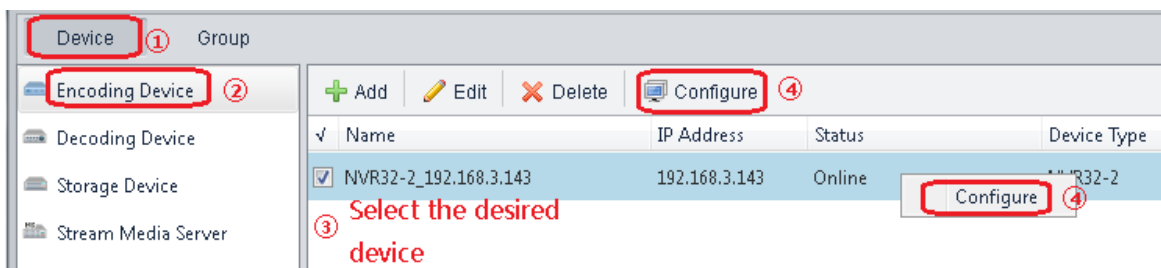 Device ① Group
Encoding Device ②
Add Edit Delete Configure ④
√ Name IP Address Status Device Type
Decoding Device
NVR32-2_192.168.3.143 192.168.3.143 Online NVR32-2
Storage Device
Configure ④
③ Select the desired
device
Stream Media Server